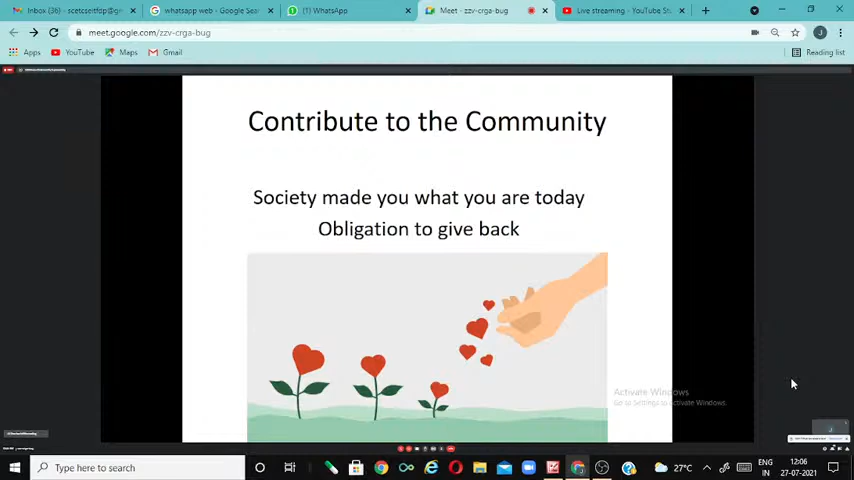 Inbox (36) - scetcseitfdp@gm
whatsapp web - Google Sear
WhatsApp
Meet - zzv-crga-bug
Live streaming - YouTube St
meet.google.com/zzv-crga-bug
Apps
YouTube
Maps
Gmail
Reading list
Contribute to the Community
Society made you what you are today
Obligation to give back
Activate Windows
Go to Settings to activate Windows.
Type here to search
27°C
ENG
IN
12:06
27-07-2021